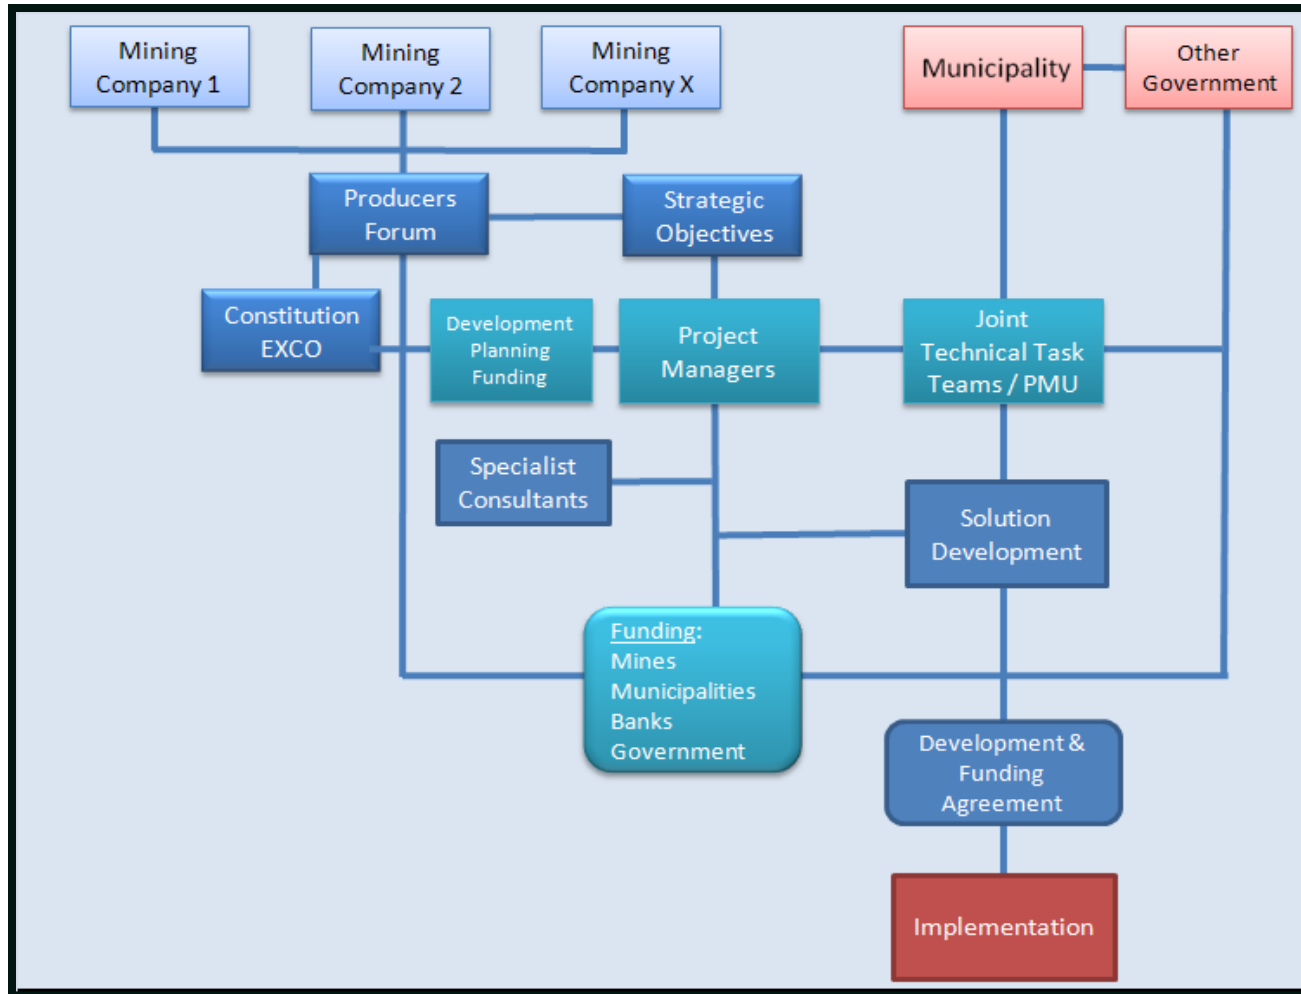 Mining
Company 1
Mining
Company 2
Mining
Company X
Municipality
Other
Government
Producers
Forum
Strategic
Objectives
Constitution
EXCO
Development
Planning
Funding
Project
Managers
Joint
Technical Task
Teams / PMU
Specialist
Consultants
Solution
Development
Funding:
Mines
Municipalities
Banks
Government
Development &
Funding
Agreement
Implementation